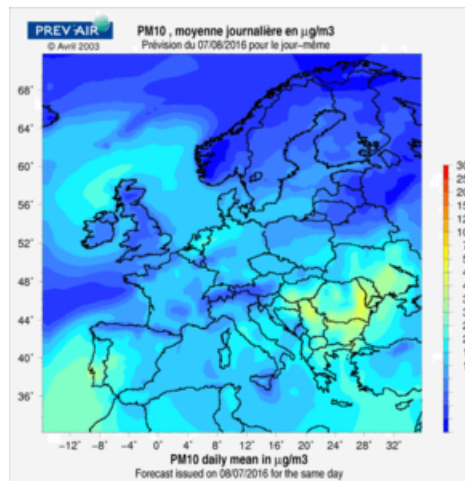 PREV'AIR
© Avril 2003
PM10 , moyenne journalière en µg/m3
Prévision du 07/08/2016 pour le jour-même
68°
64°
60°
56°
52°
48°
44°
40°
36°
-12° -8° -4° 0° 4° 8° 12° 16° 20° 24° 28° 32°
PM10 daily mean in µg/m3
Forecast issued on 08/07/2016 for the same day